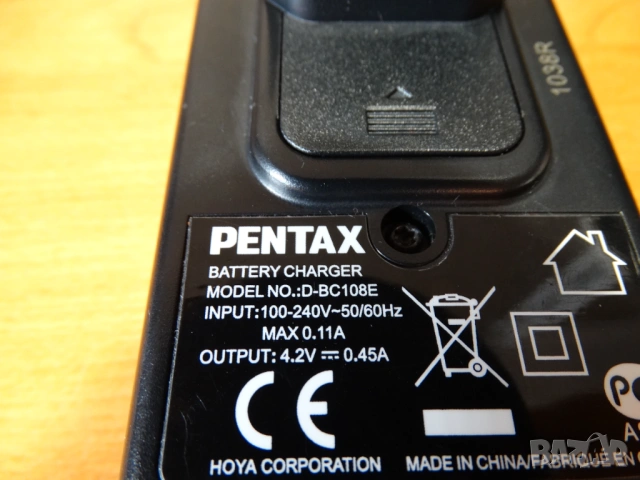 1038R
PENTAX
BATTERY CHARGER
MODEL NO.:D-BC108E
INPUT:100-240V~50/60Hz
MAX 0.11A
OUTPUT: 4.2V ⎓ 0.45A
CE
HOYA CORPORATION
MADE IN CHINA/FABRIQUE EN
BAZAR